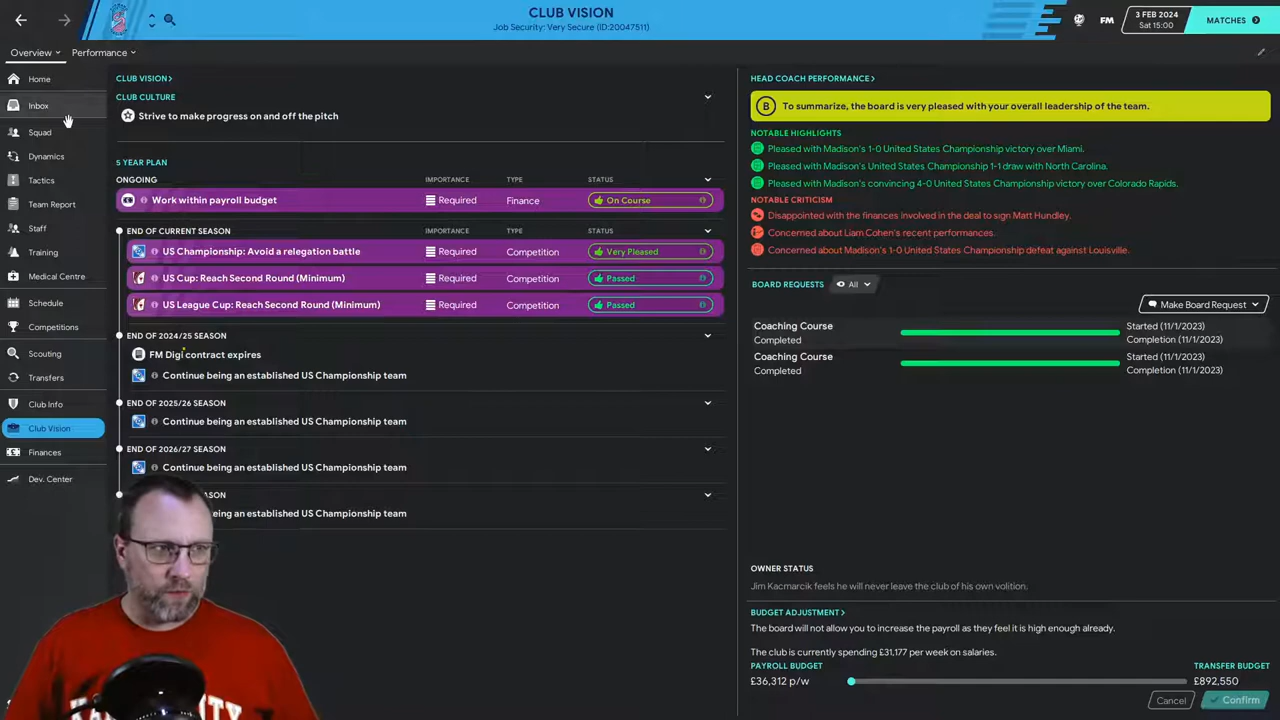 CLUB VISION
Job Security: Very Secure (ID:20047511)
FM
3 FEB 2024
Sat 15:00
MATCHES
Overview
Performance
Home
Inbox
Squad
Dynamics
Tactics
Team Report
Staff
Training
Medical Centre
Schedule
Competitions
Scouting
Transfers
Club Info
Club Vision
Finances
Dev. Center
CLUB VISION>
CLUB CULTURE
Strive to make progress on and off the pitch
5 YEAR PLAN
ONGOING IMPORTANCE TYPE STATUS
Work within payroll budget Required Finance On Course
END OF CURRENT SEASON IMPORTANCE TYPE STATUS
US Championship: Avoid a relegation battle Required Competition Very Pleased
US Cup: Reach Second Round (Minimum) Required Competition Passed
US League Cup: Reach Second Round (Minimum) Required Competition Passed
END OF 2024/25 SEASON
FM Digi contract expires
Continue being an established US Championship team
END OF 2025/26 SEASON
Continue being an established US Championship team
END OF 2026/27 SEASON
Continue being an established US Championship team
SEASON
being an established US Championship team
HEAD COACH PERFORMANCE>
B To summarize, the board is very pleased with your overall leadership of the team.
NOTABLE HIGHLIGHTS
Pleased with Madison's 1-0 United States Championship victory over Miami.
Pleased with Madison's United States Championship 1-1 draw with North Carolina.
Pleased with Madison's convincing 4-0 United States Championship victory over Colorado Rapids.
NOTABLE CRITICISM
Disappointed with the finances involved in the deal to sign Matt Hundley.
Concerned about Liam Cohen's recent performances.
Concerned about Madison's 1-0 United States Championship defeat against Louisville.
BOARD REQUESTS All
Make Board Request
Coaching Course Started (11/1/2023)
Completed Completion (11/1/2023)
Coaching Course Started (11/1/2023)
Completed Completion (11/1/2023)
OWNER STATUS
Jim Kacmarcik feels he will never leave the club of his own volition.
BUDGET ADJUSTMENT>
The board will not allow you to increase the payroll as they feel it is high enough already.
The club is currently spending £31,177 per week on salaries.
PAYROLL BUDGET TRANSFER BUDGET
£36,312 p/w £892,550
Cancel Confirm